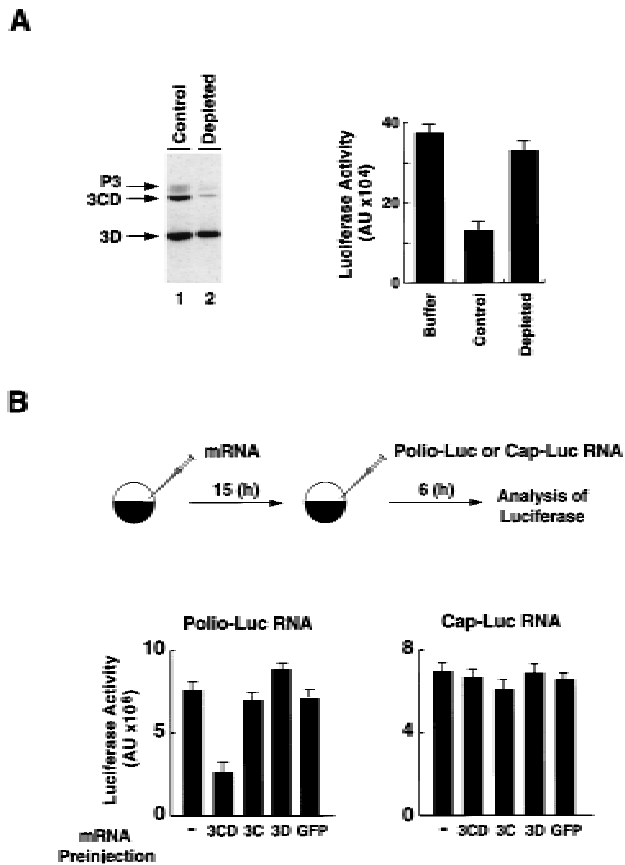 A
Control
Depleted
P3
3CD
3D
1 2
Luciferase Activity
(AU x104)
40
20
0
Buffer
Control
Depleted
B
mRNA
Polio-Luc or Cap-Luc RNA
15 (h)
6 (h)
Analysis of
Luciferase
Polio-Luc RNA
Cap-Luc RNA
Luciferase Activity
(AU x10⁶)
10
5
0
8
4
0
mRNA
Preinjection
- 3CD 3C 3D GFP
- 3CD 3C 3D GFP